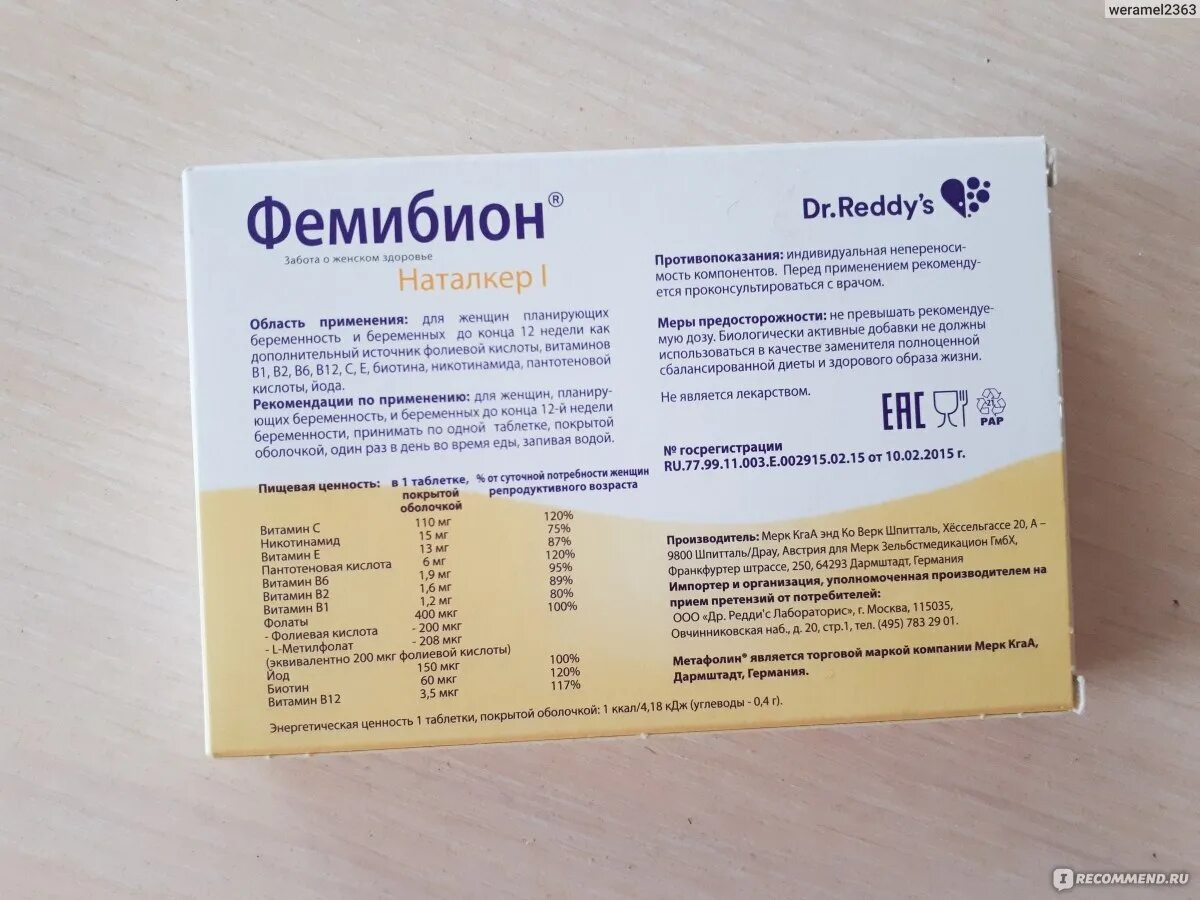 weramel2363
Фемибион®
Забота о женском здоровье
Наталкер I
Область применения: для женщин планирующих
беременность и беременных до конца 12 недели как
дополнительный источник фолиевой кислоты, витаминов
В1, В2, В6, В12, С, Е, биотина, никотинамида, пантотеновой
кислоты, йода.
Рекомендации по применению: для женщин, планиру-
ющих беременность, и беременных до конца 12-й недели
беременности, принимать по одной таблетке, покрытой
оболочкой, один раз в день во время еды, запивая водой.
Пищевая ценность: в 1 таблетке, % от суточной потребности женщин
покрытой репродуктивного возраста
оболочкой
Витамин С 110 мг 120%
Никотинамид 15 мг 75%
Витамин Е 13 мг 87%
Пантотеновая кислота 6 мг 120%
Витамин В6 1,9 мг 95%
Витамин В2 1,6 мг 89%
Витамин В1 1,2 мг 80%
Фолаты 400 мкг 100%
- Фолиевая кислота - 200 мкг
- L-Метилфолат - 208 мкг
(эквивалентно 200 мкг фолиевой кислоты)
Йод 150 мкг 100%
Биотин 60 мкг 120%
Витамин В12 3,5 мкг 117%
Энергетическая ценность 1 таблетки, покрытой оболочкой: 1 ккал/4,18 кДж (углеводы - 0,4 г).
Dr.Reddy's
Противопоказания: индивидуальная непереноси-
мость компонентов. Перед применением рекоменду-
ется проконсультироваться с врачом.
Меры предосторожности: не превышать рекомендуе-
мую дозу. Биологически активные добавки не должны
использоваться в качестве заменителя полноценной
сбалансированной диеты и здорового образа жизни.
Не является лекарством.
EAC
21
PAP
№ госрегистрации
RU.77.99.11.003.E.002915.02.15 от 10.02.2015 г.
Производитель: Мерк КгаА энд Ко Верк Шпитталь, Хёссельгассе 20, А –
9800 Шпитталь/Драу, Австрия для Мерк Зельбстмедикацион ГмбХ,
Франкфуртер штрассе, 250, 64293 Дармштадт, Германия
Импортер и организация, уполномоченная производителем на
прием претензий от потребителей:
ООО «Др. Редди'с Лабораторис», г. Москва, 115035,
Овчинниковская наб., д. 20, стр.1, тел. (495) 783 29 01.
Метафолин® является торговой маркой компании Мерк КгаА,
Дармштадт, Германия.
IRECOMMEND.RU